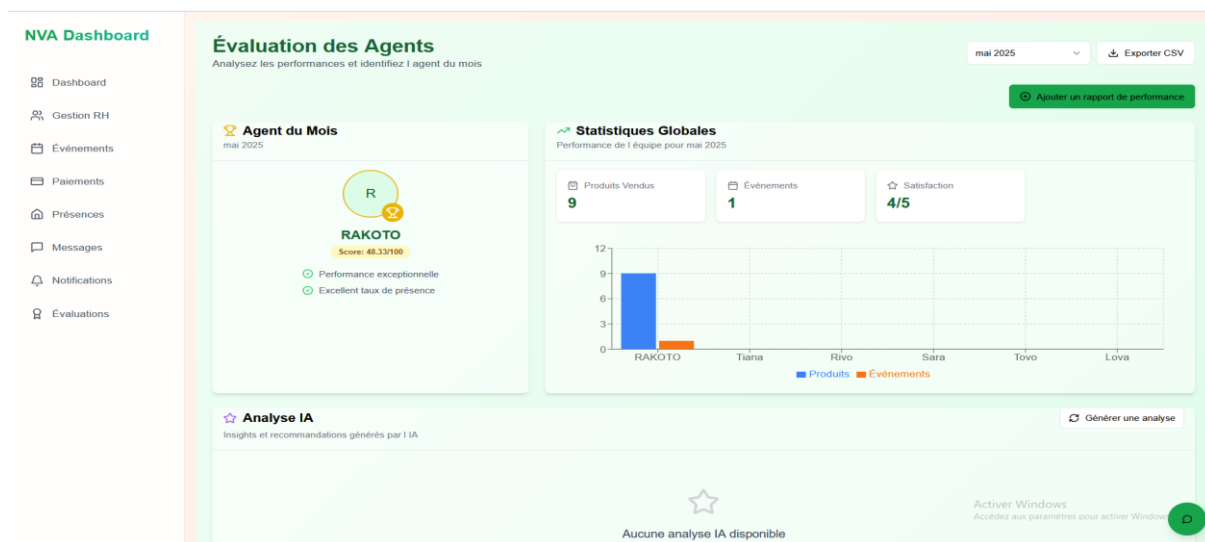 NVA Dashboard
Dashboard
Gestion RH
Événements
Paiements
Présences
Messages
Notifications
Évaluations
Évaluation des Agents
Analysez les performances et identifiez l agent du mois
mai 2025
Exporter CSV
Ajouter un rapport de performance
Agent du Mois
mai 2025
R
RAKOTO
Score: 48.33/100
Performance exceptionnelle
Excellent taux de présence
Statistiques Globales
Performance de l équipe pour mai 2025
Produits Vendus
9
Événements
1
Satisfaction
4/5
12
9
6
3
0
RAKOTO Tiana Rivo Sara Tovo Lova
Produits Événements
Analyse IA
Insights et recommandations générés par l IA
Générer une analyse
Aucune analyse IA disponible
Activer Windows
Accédez aux paramètres pour activer Windows